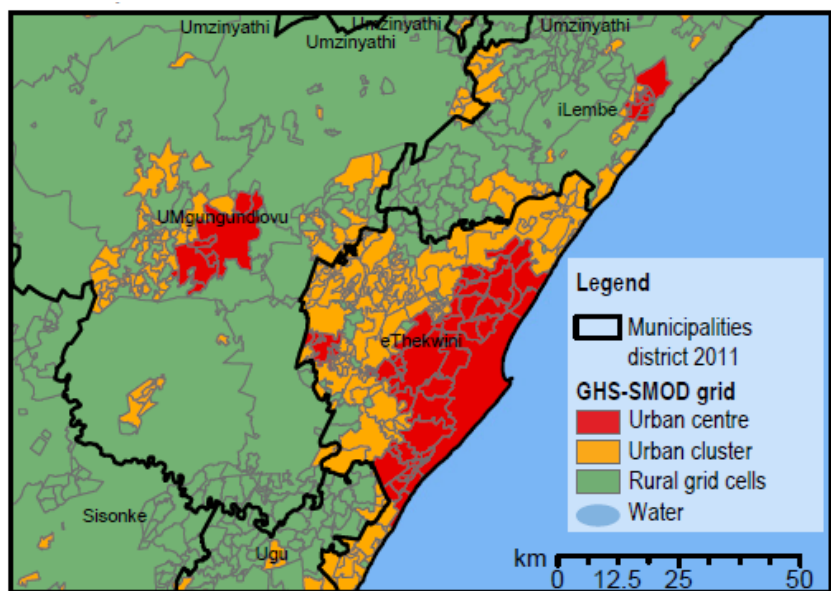 Umzinyathi
Umzinyathi
Umzinyathi
Umzinyathi
iLembe
UMgungundlovu
eThekwini
Sisonke
Ugu
Legend
Municipalities
district 2011
GHS-SMOD grid
Urban centre
Urban cluster
Rural grid cells
Water
km
0 12.5 25 50